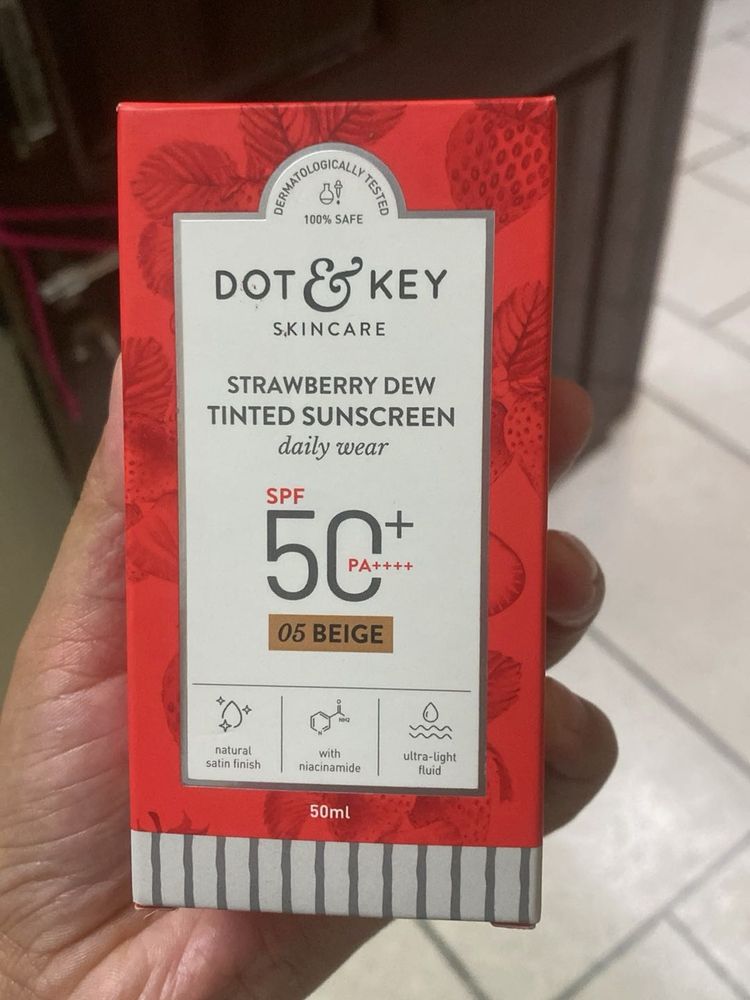 DERMATOLOGICALLY TESTED
100% SAFE
DOT & KEY
SKINCARE
STRAWBERRY DEW
TINTED SUNSCREEN
daily wear
SPF
50+
PA++++
05 BEIGE
O
NH2
N
natural
satin finish
with
niacinamide
ultra-light
fluid
50ml